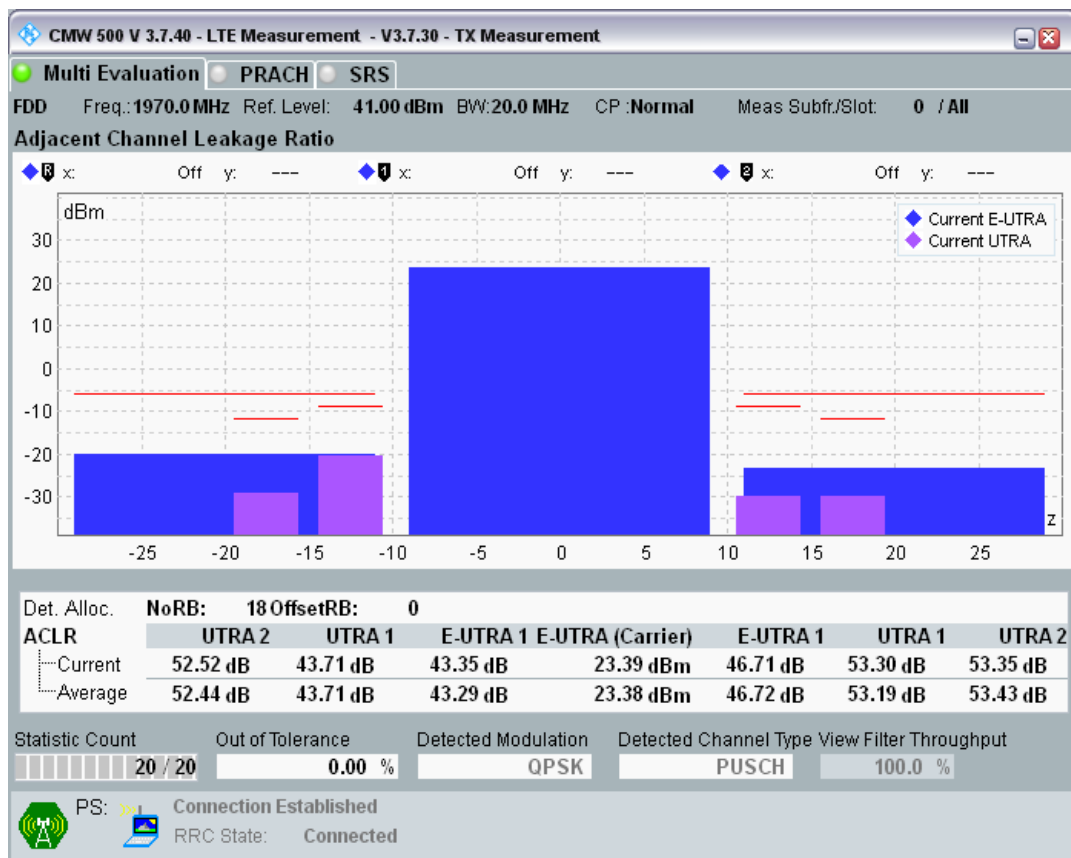 CMW 500 V 3.7.40 - LTE Measurement - V3.7.30 - TX Measurement
Multi Evaluation PRACH SRS
FDD Freq.:1970.0 MHz Ref. Level: 41.00 dBm BW:20.0 MHz CP :Normal Meas Subfr./Slot: 0 / All
Adjacent Channel Leakage Ratio
R x: Off y: --- 1 x: Off y: --- 2 x: Off y: ---
dBm
Current E-UTRA
Current UTRA
30
20
10
0
-10
-20
-30
z
-25 -20 -15 -10 -5 0 5 10 15 20 25
Det. Alloc. NoRB: 18 OffsetRB: 0
ACLR UTRA 2 UTRA 1 E-UTRA 1 E-UTRA (Carrier) E-UTRA 1 UTRA 1 UTRA 2
Current 52.52 dB 43.71 dB 43.35 dB 23.39 dBm 46.71 dB 53.30 dB 53.35 dB
Average 52.44 dB 43.71 dB 43.29 dB 23.38 dBm 46.72 dB 53.19 dB 53.43 dB
Statistic Count Out of Tolerance Detected Modulation Detected Channel Type View Filter Throughput
20 / 20 0.00 % QPSK PUSCH 100.0 %
PS: Connection Established
RRC State: Connected